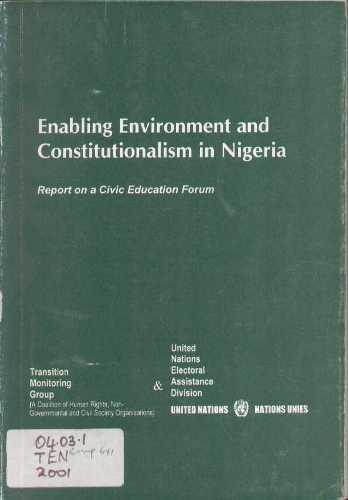 Enabling Environment and
Constitutionalism in Nigeria
Report on a Civic Education Forum
Transition
Monitoring
Group
(A Coalition of Human Rights, Non-
Governmental and Civil Society Organisations)
&
United
Nations
Electoral
Assistance
Division
UNITED NATIONS NATIONS UNIES
04.03.1
TEN
2001